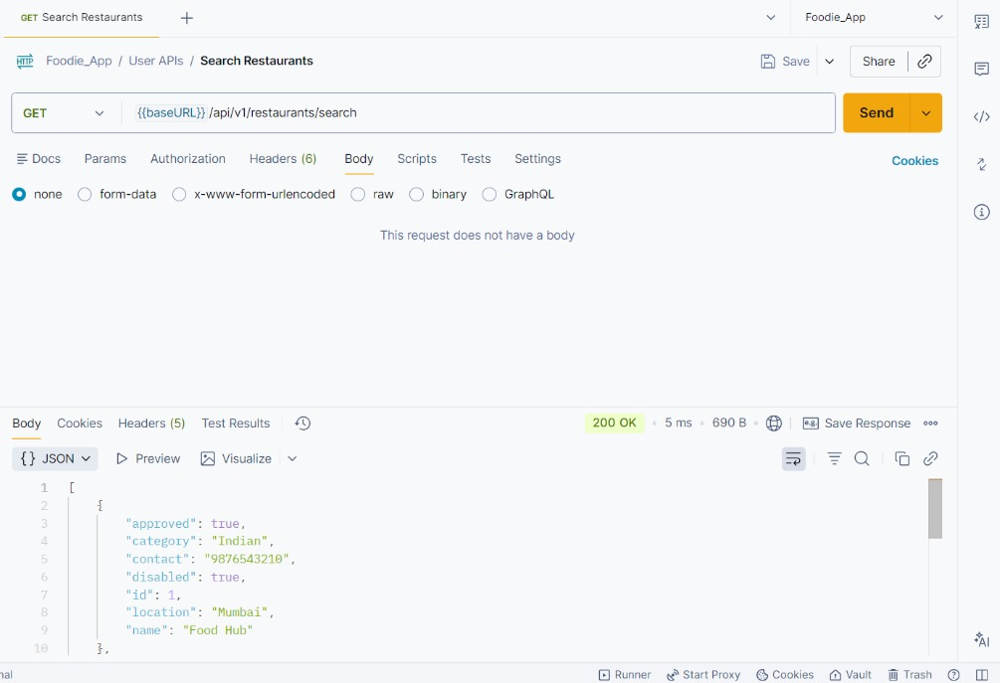 GET Search Restaurants
Foodie_App
HTTP Foodie_App / User APIs / Search Restaurants
Save
Share
GET
{{baseURL}} /api/v1/restaurants/search
Send
Docs Params Authorization Headers (6) Body Scripts Tests Settings
Cookies
none form-data x-www-form-urlencoded raw binary GraphQL
This request does not have a body
Body Cookies Headers (5) Test Results
200 OK • 5 ms • 690 B • e.g. Save Response
{} JSON Preview Visualize
1 [
2 {
3 "approved": true,
4 "category": "Indian",
5 "contact": "9876543210",
6 "disabled": true,
7 "id": 1,
8 "location": "Mumbai",
9 "name": "Food Hub"
10 },
AI
nal
Runner Start Proxy Cookies Vault Trash